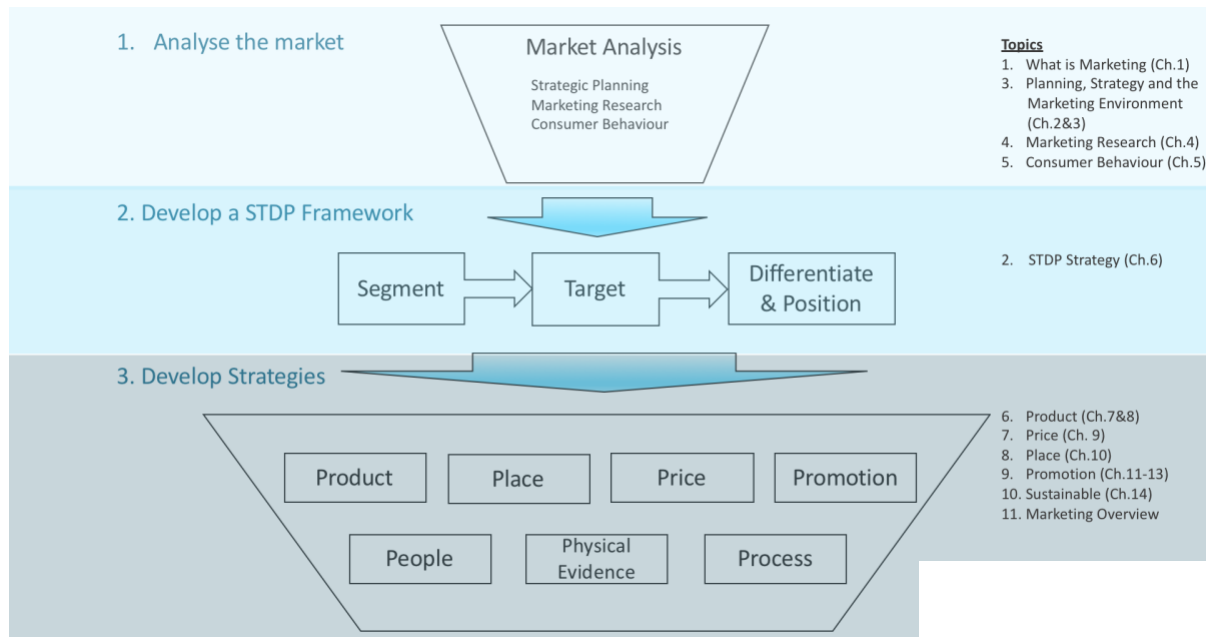 1. Analyse the market
Market Analysis
Strategic Planning
Marketing Research
Consumer Behaviour
Topics
1. What is Marketing (Ch.1)
3. Planning, Strategy and the
Marketing Environment
(Ch.2&3)
4. Marketing Research (Ch.4)
5. Consumer Behaviour (Ch.5)
2. Develop a STDP Framework
Segment
Target
Differentiate
& Position
2. STDP Strategy (Ch.6)
3. Develop Strategies
Product
Place
Price
Promotion
People
Physical
Evidence
Process
6. Product (Ch.7&8)
7. Price (Ch. 9)
8. Place (Ch.10)
9. Promotion (Ch.11-13)
10. Sustainable (Ch.14)
11. Marketing Overview